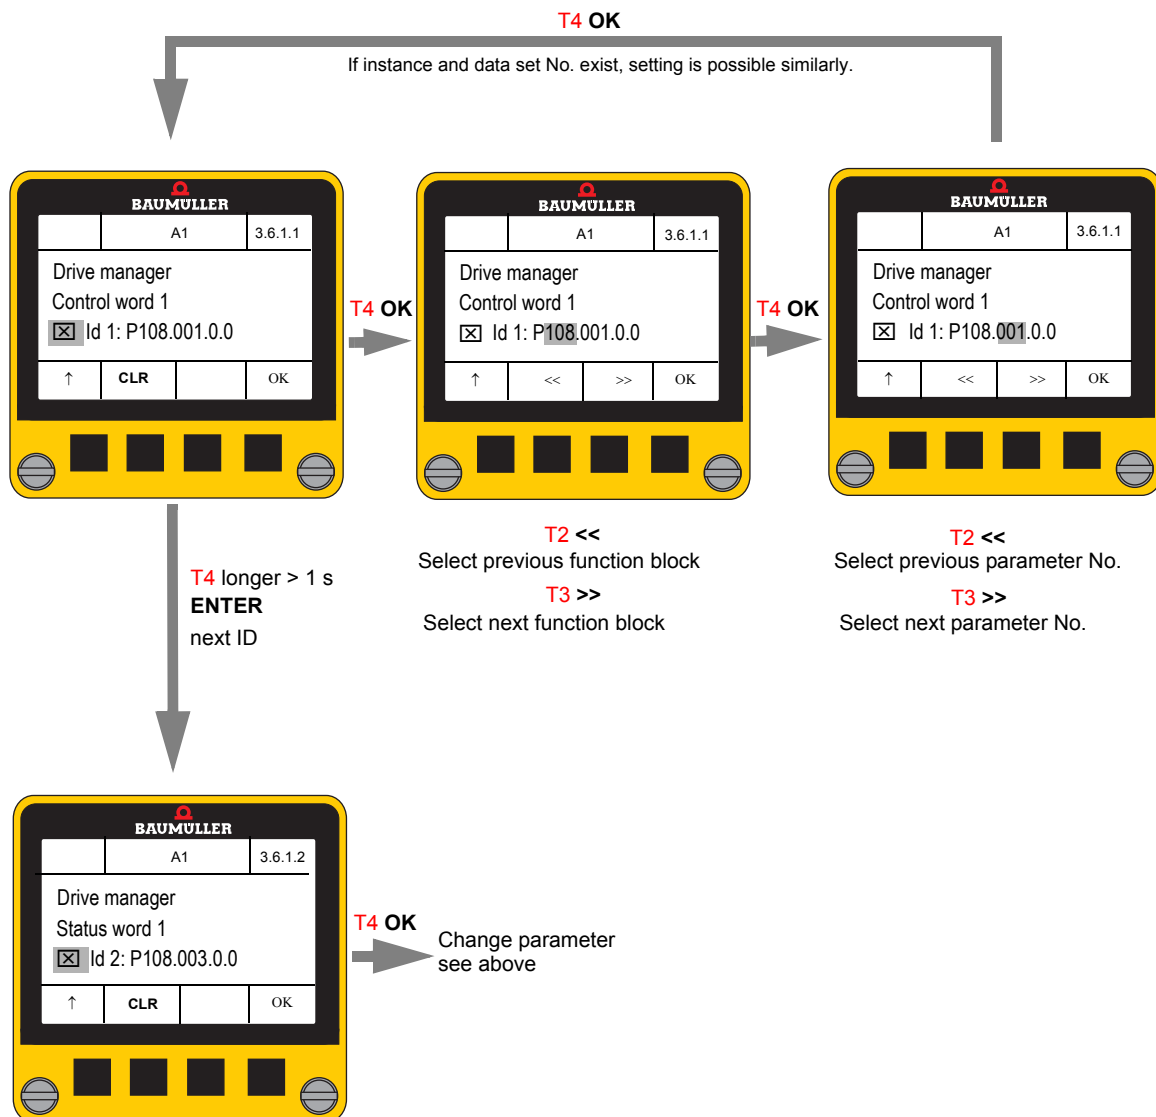 T4 OK
If instance and data set No. exist, setting is possible similarly.
BAUMÜLLER
A1 3.6.1.1
Drive manager
Control word 1
☒ Id 1: P108.001.0.0
↑ CLR OK
T4 OK
BAUMÜLLER
A1 3.6.1.1
Drive manager
Control word 1
☒ Id 1: P108.001.0.0
↑ << >> OK
T4 OK
BAUMÜLLER
A1 3.6.1.1
Drive manager
Control word 1
☒ Id 1: P108.001.0.0
↑ << >> OK
T2 <<
Select previous function block
T3 >>
Select next function block
T2 <<
Select previous parameter No.
T3 >>
Select next parameter No.
T4 longer > 1 s
ENTER
next ID
BAUMÜLLER
A1 3.6.1.2
Drive manager
Status word 1
☒ Id 2: P108.003.0.0
↑ CLR OK
T4 OK
Change parameter
see above